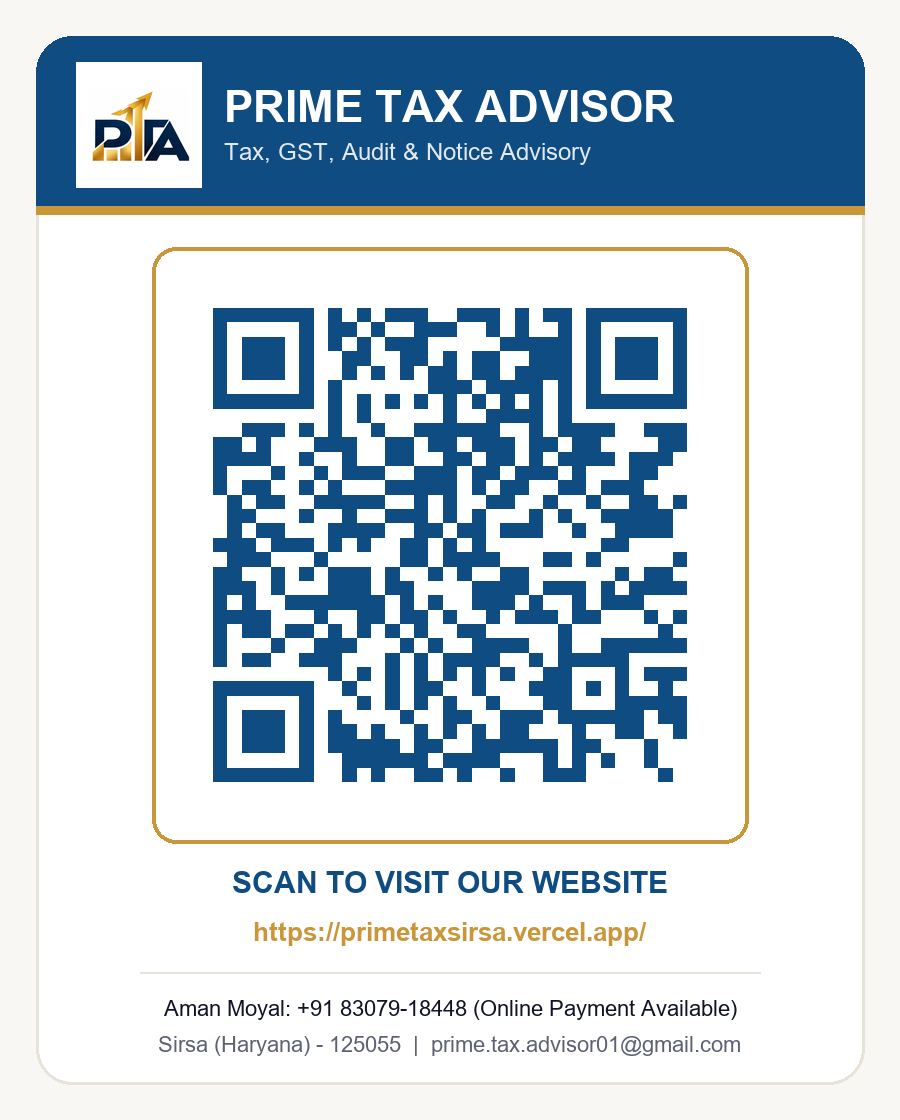 PTA
PRIME TAX ADVISOR
Tax, GST, Audit & Notice Advisory
SCAN TO VISIT OUR WEBSITE
https://primetaxsirsa.vercel.app/
Aman Moyal: +91 83079-18448 (Online Payment Available)
Sirsa (Haryana) - 125055 | prime.tax.advisor01@gmail.com